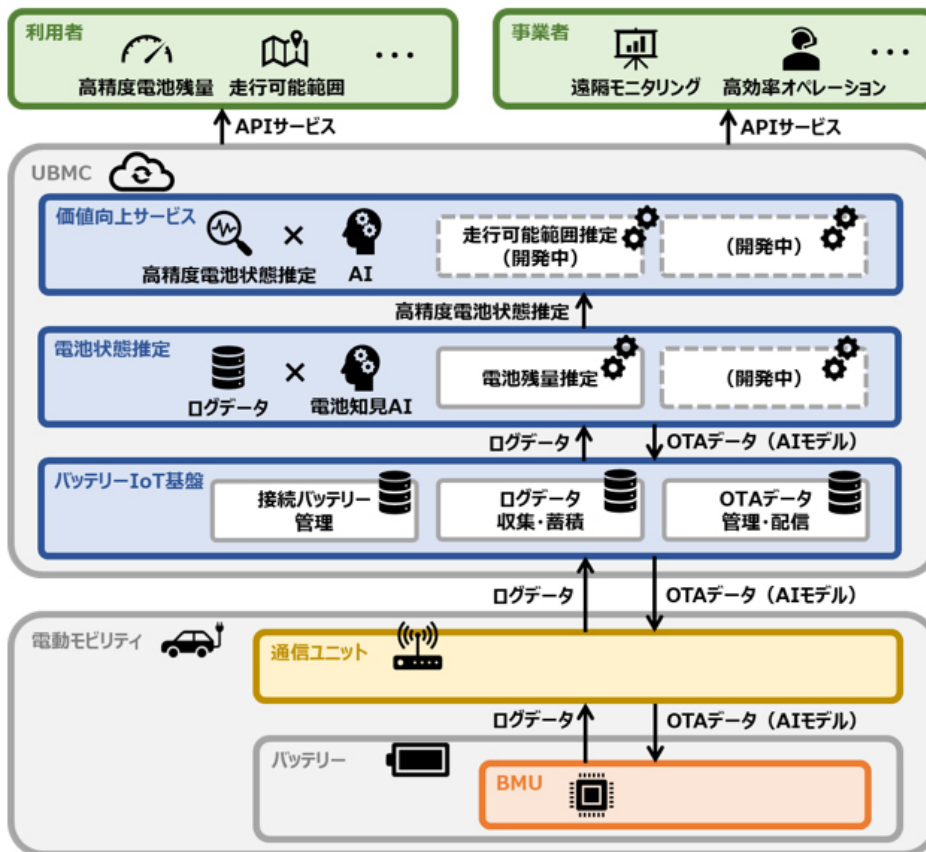 利用者
高精度電池残量 走行可能範囲 ・・・
事業者
遠隔モニタリング 高効率オペレーション ・・・
APIサービス
APIサービス
UBMC
価値向上サービス
高精度電池状態推定 × AI
走行可能範囲推定
(開発中)
(開発中)
高精度電池状態推定
電池状態推定
ログデータ × 電池知見AI
電池残量推定
(開発中)
ログデータ
OTAデータ (AIモデル)
バッテリーIoT基盤
接続バッテリー
管理
ログデータ
収集・蓄積
OTAデータ
管理・配信
ログデータ
OTAデータ (AIモデル)
電動モビリティ
通信ユニット
ログデータ
OTAデータ (AIモデル)
バッテリー
BMU